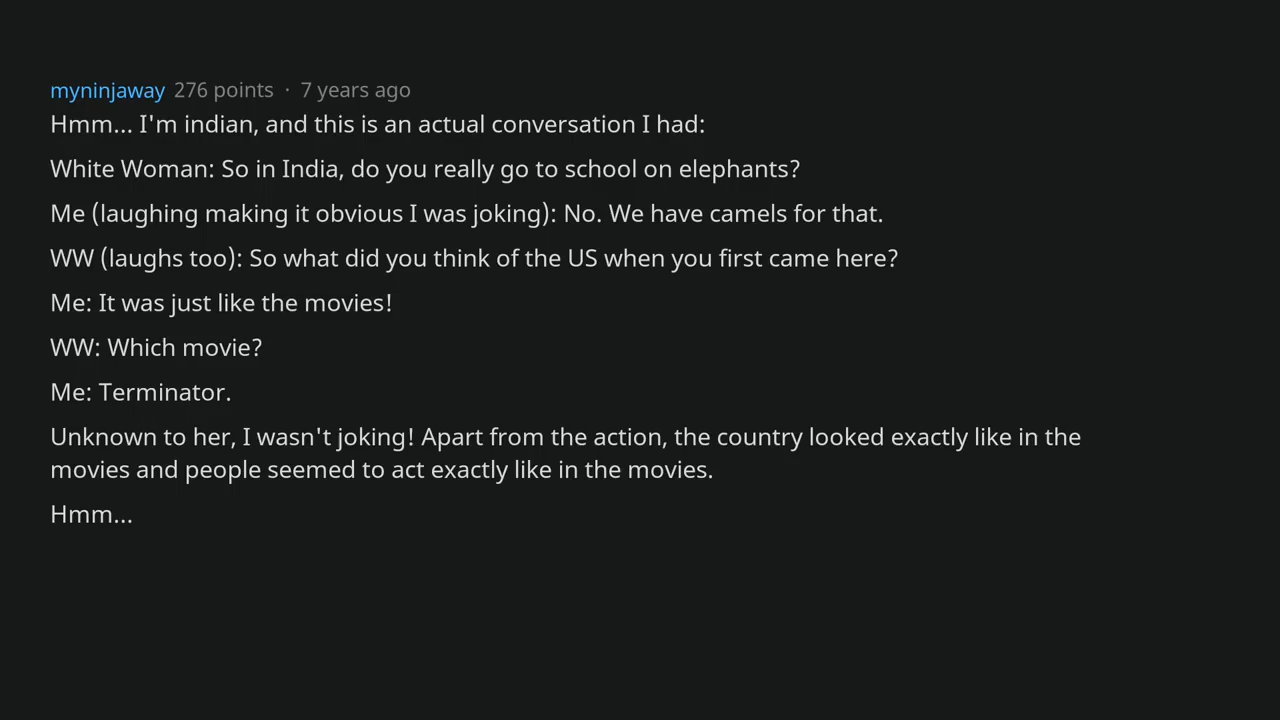 myninjaway 276 points · 7 years ago
Hmm... I'm indian, and this is an actual conversation I had:
White Woman: So in India, do you really go to school on elephants?
Me (laughing making it obvious I was joking): No. We have camels for that.
WW (laughs too): So what did you think of the US when you first came here?
Me: It was just like the movies!
WW: Which movie?
Me: Terminator.
Unknown to her, I wasn't joking! Apart from the action, the country looked exactly like in the
movies and people seemed to act exactly like in the movies.
Hmm...